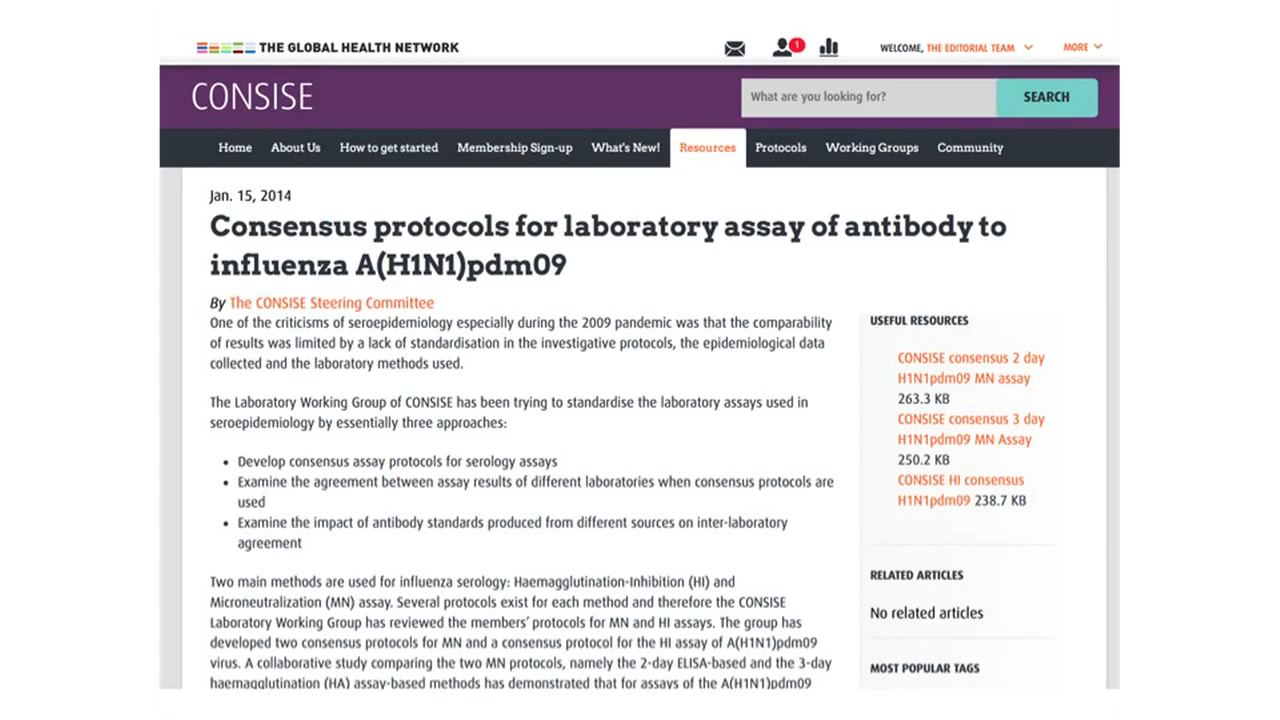 THE GLOBAL HEALTH NETWORK
1
WELCOME, THE EDITORIAL TEAM
MORE
CONSISE
What are you looking for?
SEARCH
Home About Us How to get started Membership Sign-up What's New! Resources Protocols Working Groups Community
Jan. 15, 2014
Consensus protocols for laboratory assay of antibody to
influenza A(H1N1)pdm09
By The CONSISE Steering Committee
One of the criticisms of seroepidemiology especially during the 2009 pandemic was that the comparability
of results was limited by a lack of standardisation in the investigative protocols, the epidemiological data
collected and the laboratory methods used.
The Laboratory Working Group of CONSISE has been trying to standardise the laboratory assays used in
seroepidemiology by essentially three approaches:
• Develop consensus assay protocols for serology assays
• Examine the agreement between assay results of different laboratories when consensus protocols are
used
• Examine the impact of antibody standards produced from different sources on inter-laboratory
agreement
Two main methods are used for influenza serology: Haemagglutination-Inhibition (HI) and
Microneutralization (MN) assay. Several protocols exist for each method and therefore the CONSISE
Laboratory Working Group has reviewed the members' protocols for MN and HI assays. The group has
developed two consensus protocols for MN and a consensus protocol for the HI assay of A(H1N1)pdm09
virus. A collaborative study comparing the two MN protocols, namely the 2-day ELISA-based and the 3-day
haemagglutination (HA) assay-based methods has demonstrated that for assays of the A(H1N1)pdm09
USEFUL RESOURCES
CONSISE consensus 2 day
H1N1pdm09 MN assay
263.3 KB
CONSISE consensus 3 day
H1N1pdm09 MN Assay
250.2 KB
CONSISE HI consensus
H1N1pdm09 238.7 KB
RELATED ARTICLES
No related articles
MOST POPULAR TAGS